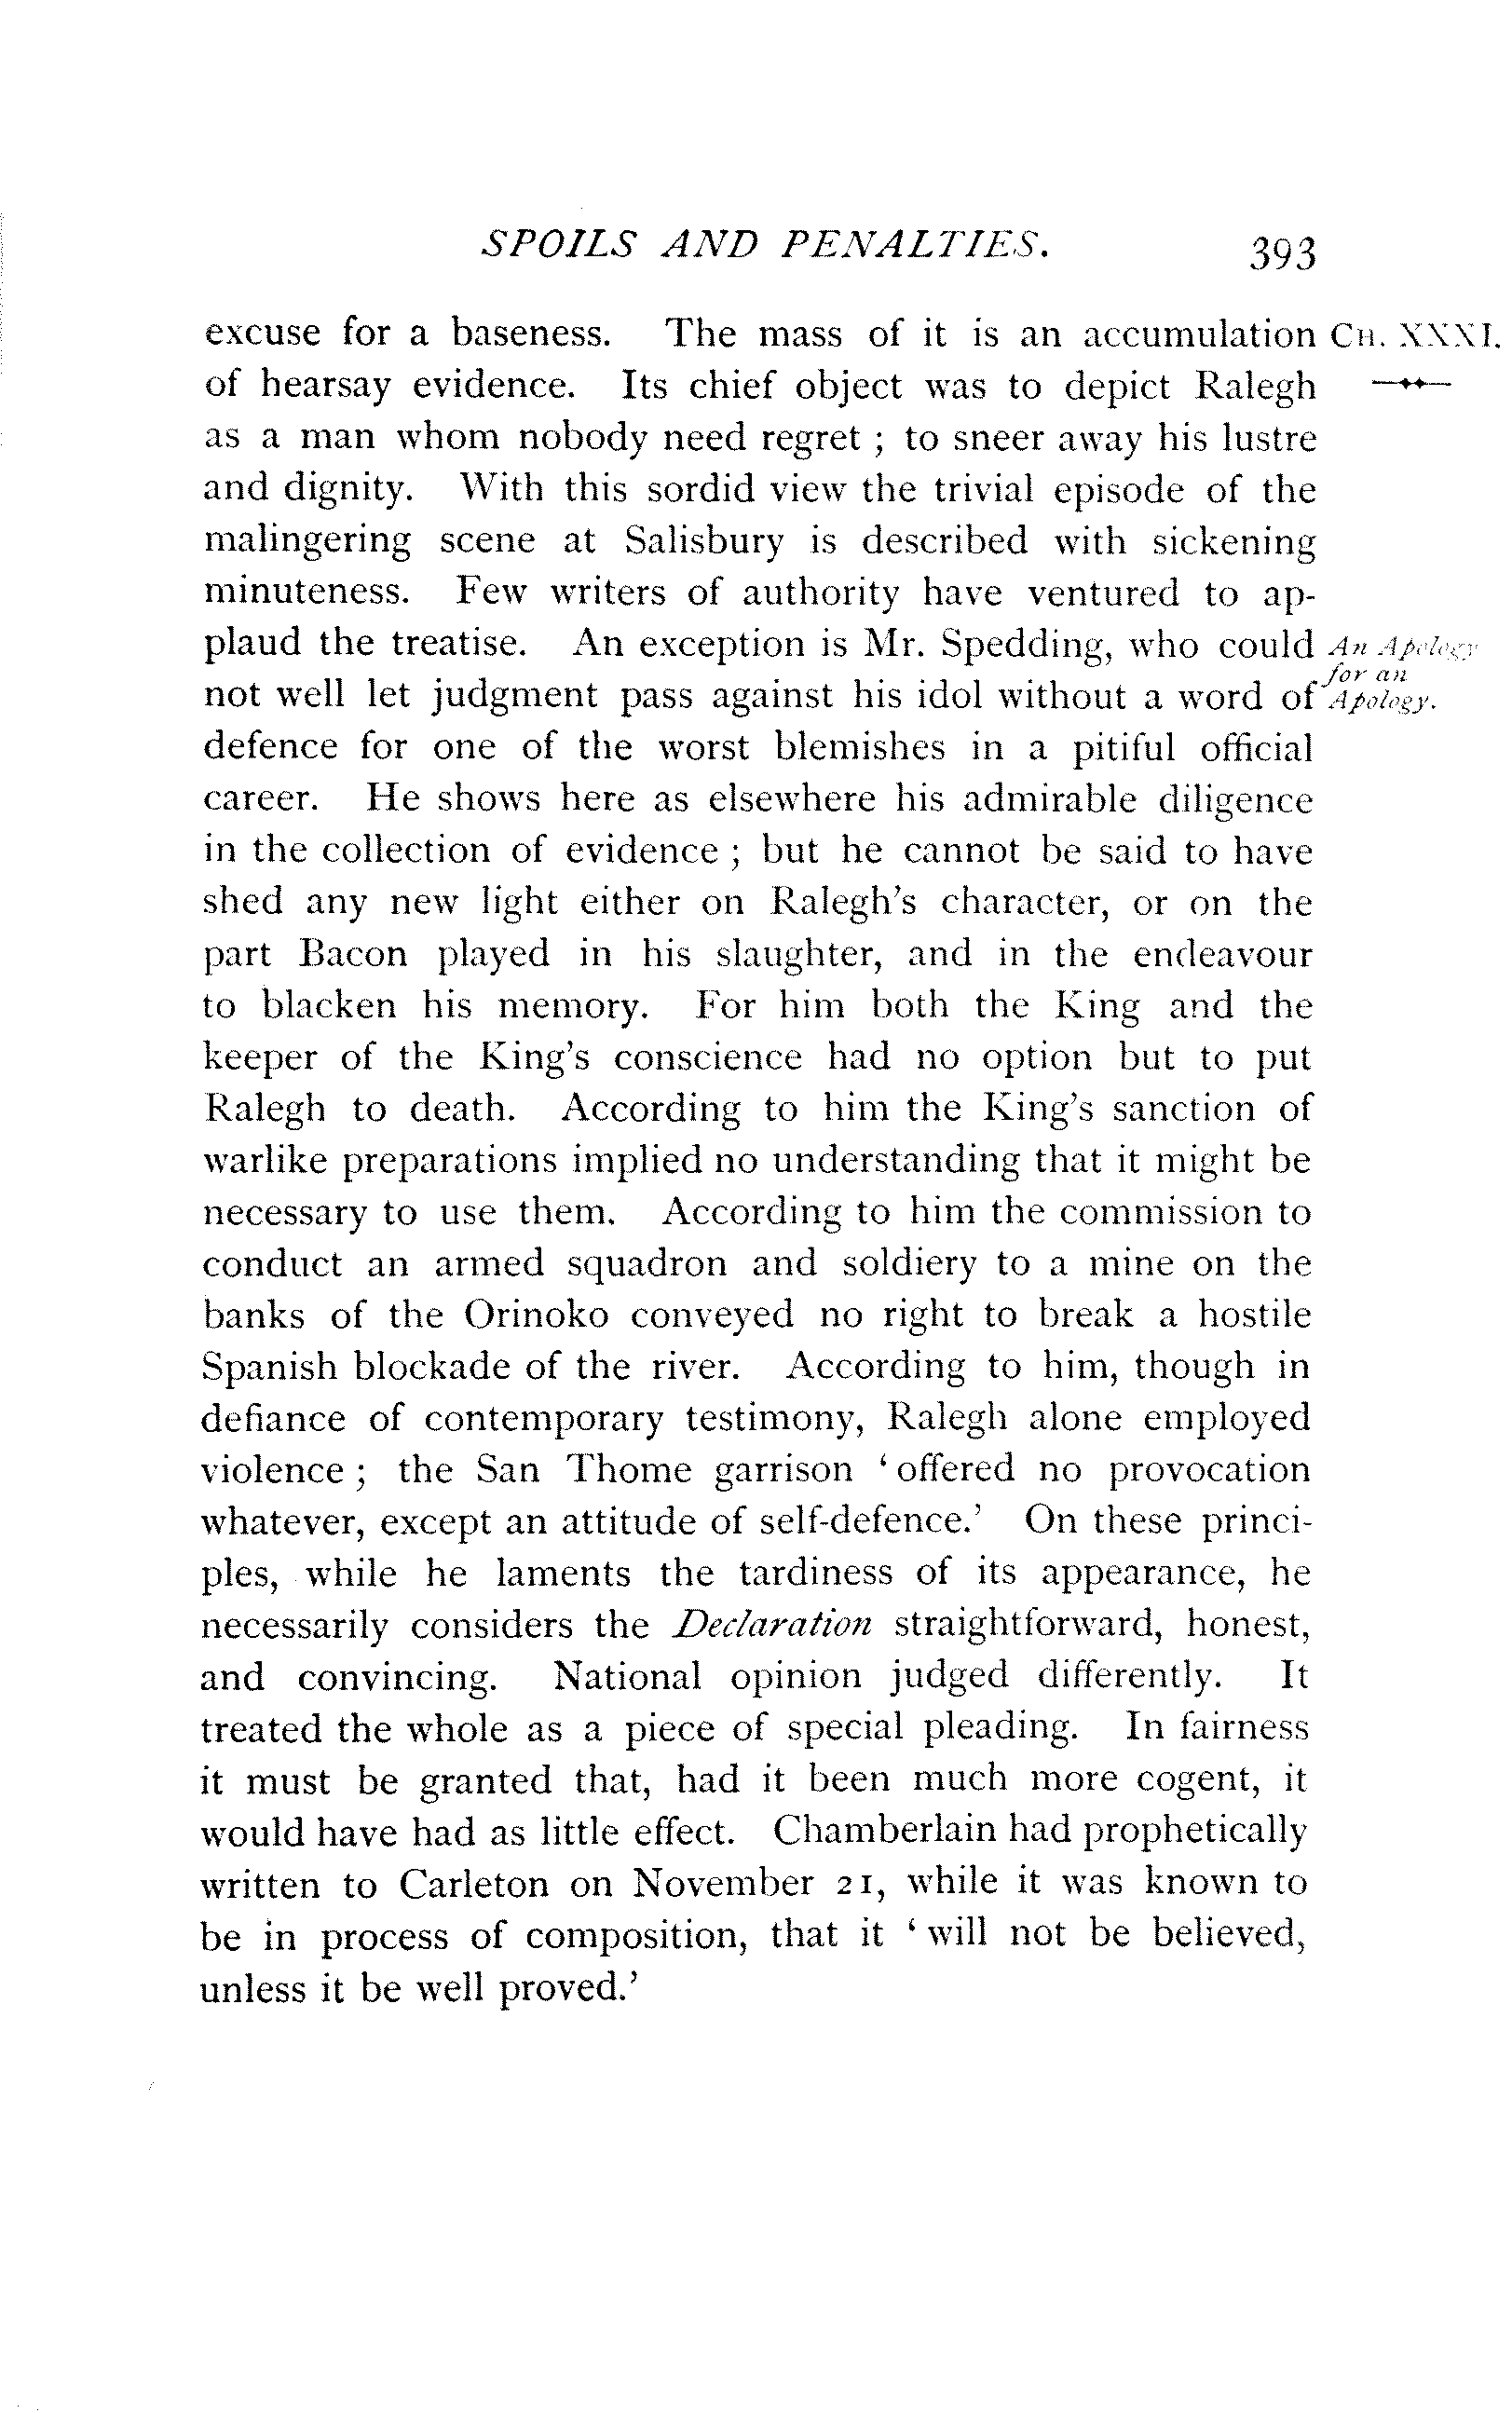 SPOILS AND PENALTIES. 393
excuse for a baseness. The mass of it is an accumulation CH. XXXI.
of hearsay evidence. Its chief object was to depict Ralegh
as a man whom nobody need regret ; to sneer away his lustre
and dignity. With this sordid view the trivial episode of the
malingering scene at Salisbury is described with sickening
minuteness. Few writers of authority have ventured to ap-
plaud the treatise. An exception is Mr. Spedding, who could An Apology
for an
not well let judgment pass against his idol without a word of Apology.
defence for one of the worst blemishes in a pitiful official
career. He shows here as elsewhere his admirable diligence
in the collection of evidence ; but he cannot be said to have
shed any new light either on Ralegh's character, or on the
part Bacon played in his slaughter, and in the endeavour
to blacken his memory. For him both the King and the
keeper of the King's conscience had no option but to put
Ralegh to death. According to him the King's sanction of
warlike preparations implied no understanding that it might be
necessary to use them. According to him the commission to
conduct an armed squadron and soldiery to a mine on the
banks of the Orinoko conveyed no right to break a hostile
Spanish blockade of the river. According to him, though in
defiance of contemporary testimony, Ralegh alone employed
violence ; the San Thome garrison ‘ offered no provocation
whatever, except an attitude of self-defence.’ On these princi-
ples, while he laments the tardiness of its appearance, he
necessarily considers the Declaration straightforward, honest,
and convincing. National opinion judged differently. It
treated the whole as a piece of special pleading. In fairness
it must be granted that, had it been much more cogent, it
would have had as little effect. Chamberlain had prophetically
written to Carleton on November 21, while it was known to
be in process of composition, that it ‘ will not be believed,
unless it be well proved.’